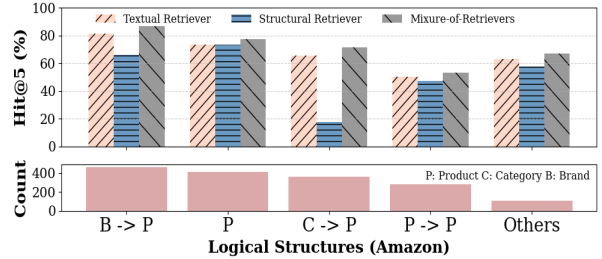 Textual Retriever Structural Retriever Mixure-of-Retrievers
Hit@5 (%)
100
80
60
40
20
0
P: Product C: Category B: Brand
Count
400
200
0
B -> P P C -> P P -> P Others
Logical Structures (Amazon)